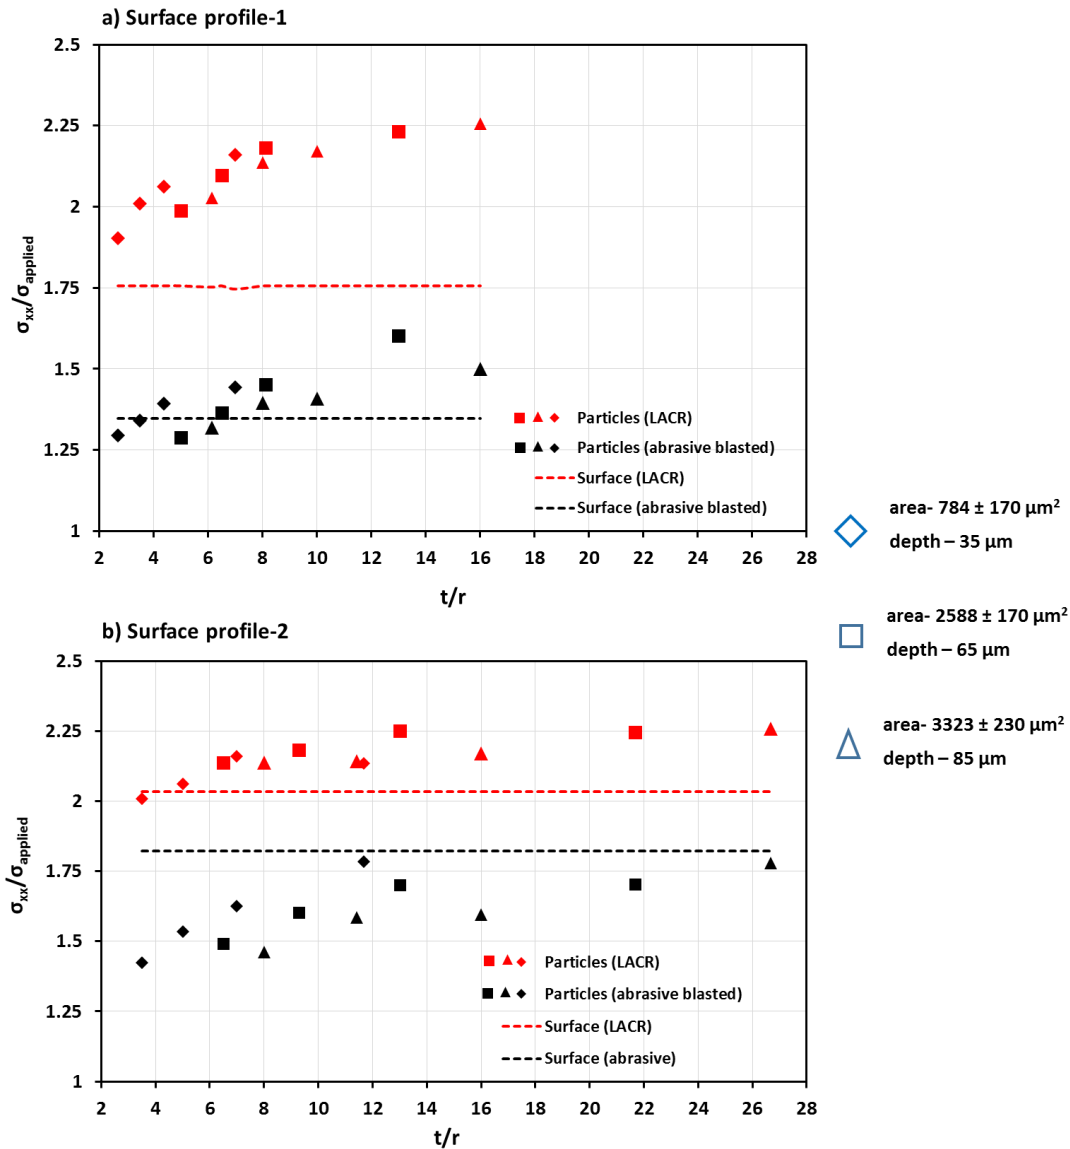 a) Surface profile-1
2.5
2.25
2
1.75
1.5
1.25
1
σxx/σapplied
Particles (LACR)
Particles (abrasive blasted)
Surface (LACR)
Surface (abrasive blasted)
2 4 6 8 10 12 14 16 18 20 22 24 26 28
t/r
area- 784 ± 170 µm²
depth – 35 µm
area- 2588 ± 170 µm²
depth – 65 µm
area- 3323 ± 230 µm²
depth – 85 µm
b) Surface profile-2
2.5
2.25
2
1.75
1.5
1.25
1
σxx/σapplied
Particles (LACR)
Particles (abrasive blasted)
Surface (LACR)
Surface (abrasive)
2 4 6 8 10 12 14 16 18 20 22 24 26 28
t/r